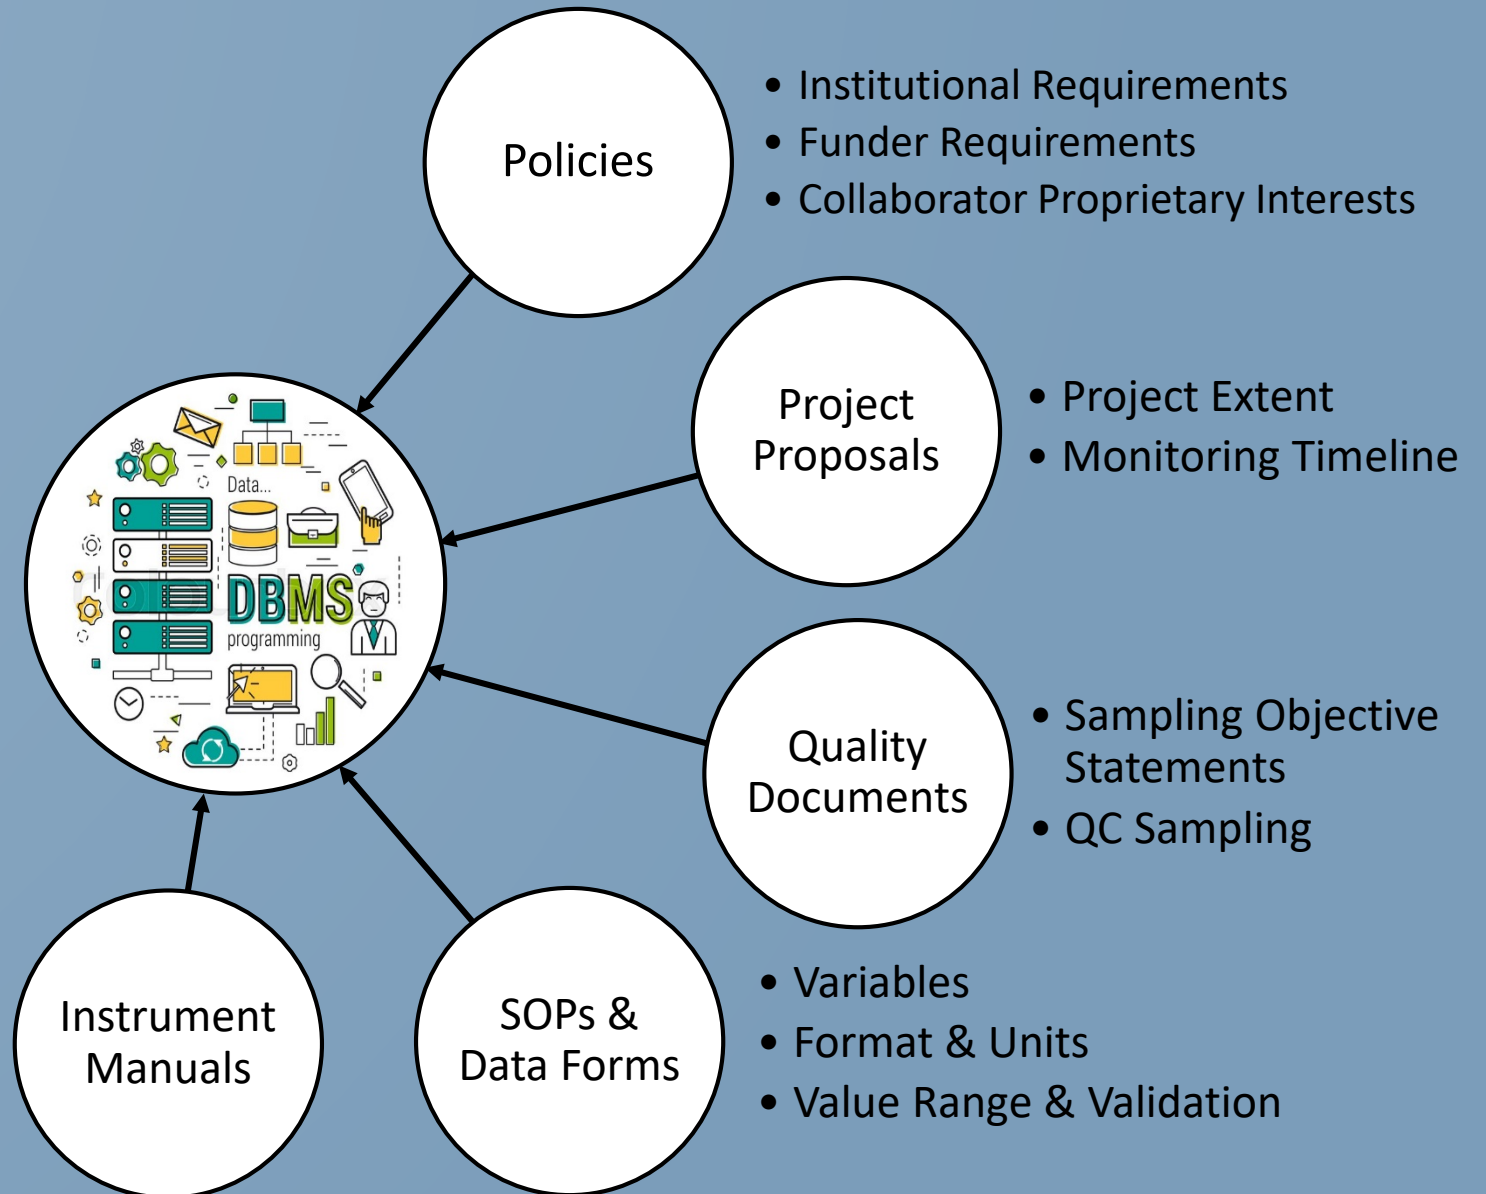 Policies
• Institutional Requirements
• Funder Requirements
• Collaborator Proprietary Interests
Project
Proposals
• Project Extent
• Monitoring Timeline
Data...
DBMS
programming
Quality
Documents
• Sampling Objective
Statements
• QC Sampling
Instrument
Manuals
SOPs &
Data Forms
• Variables
• Format & Units
• Value Range & Validation